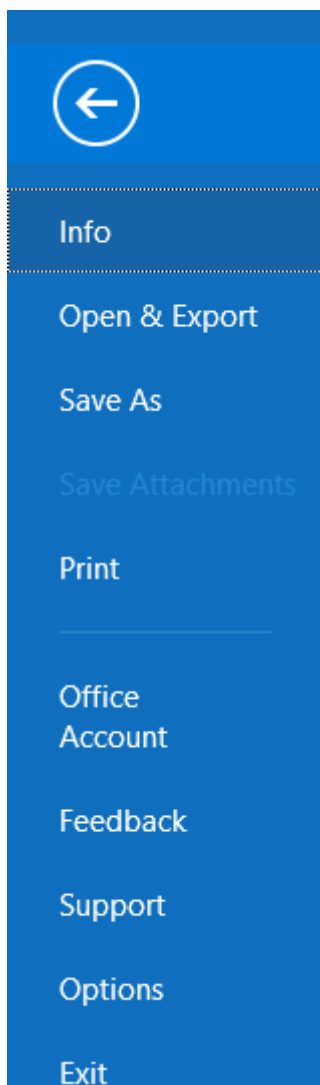 Info
Open & Export
Save As
Save Attachments
Print
Office
Account
Feedback
Support
Options
Exit